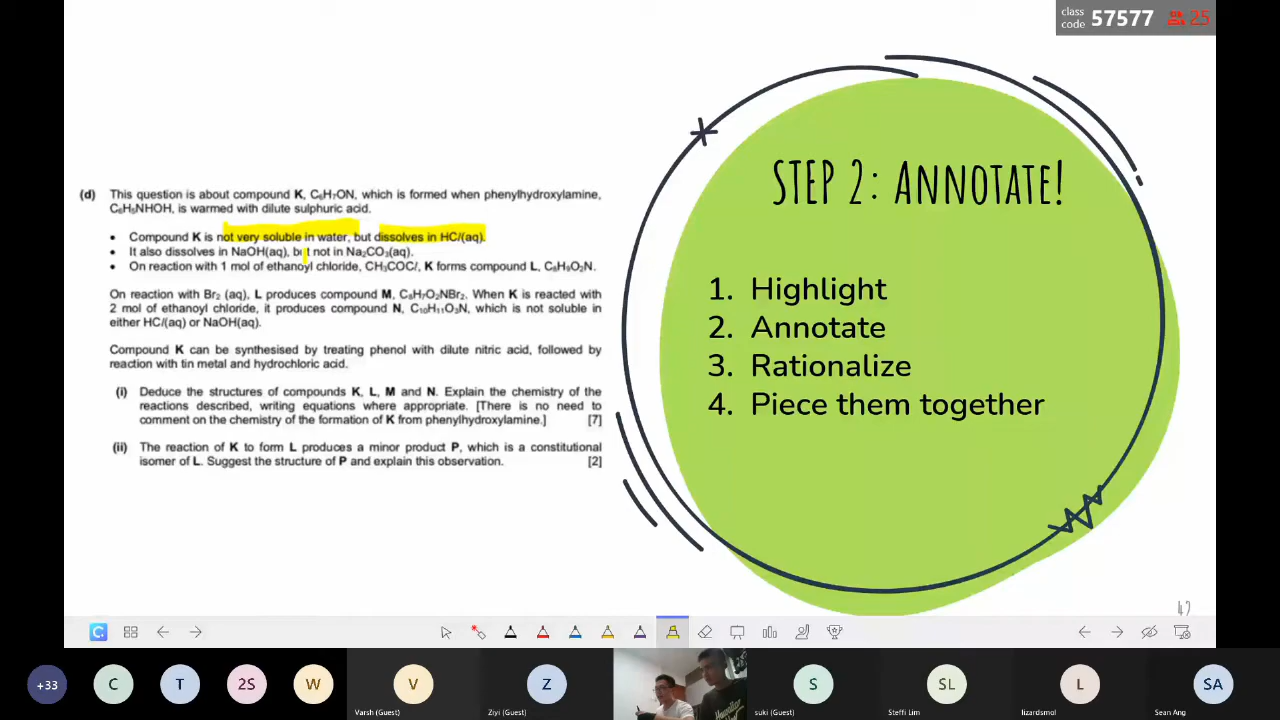 class
code 57577 25
STEP 2: ANNOTATE!
(d) This question is about compound K, C₆H₇ON, which is formed when phenylhydroxylamine,
C₆H₅NHOH, is warmed with dilute sulphuric acid.
• Compound K is not very soluble in water, but dissolves in HCl(aq).
• It also dissolves in NaOH(aq), but not in Na₂CO₃(aq).
• On reaction with 1 mol of ethanoyl chloride, CH₃COCl, K forms compound L, C₈H₉O₂N.
On reaction with Br₂ (aq), L produces compound M, C₈H₇O₂NBr₂. When K is reacted with
2 mol of ethanoyl chloride, it produces compound N, C₁₀H₁₁O₃N, which is not soluble in
either HCl(aq) or NaOH(aq).
Compound K can be synthesised by treating phenol with dilute nitric acid, followed by
reaction with tin metal and hydrochloric acid.
(i) Deduce the structures of compounds K, L, M and N. Explain the chemistry of the
reactions described, writing equations where appropriate. [There is no need to
comment on the chemistry of the formation of K from phenylhydroxylamine.] [7]
(ii) The reaction of K to form L produces a minor product P, which is a constitutional
isomer of L. Suggest the structure of P and explain this observation. [2]
1. Highlight
2. Annotate
3. Rationalize
4. Piece them together
47
C
+33
C
T
2S
W
V
Varsh (Guest)
Z
Ziyi (Guest)
S
suki (Guest)
SL
Steffi Lim
L
lizardsmol
SA
Sean Ang